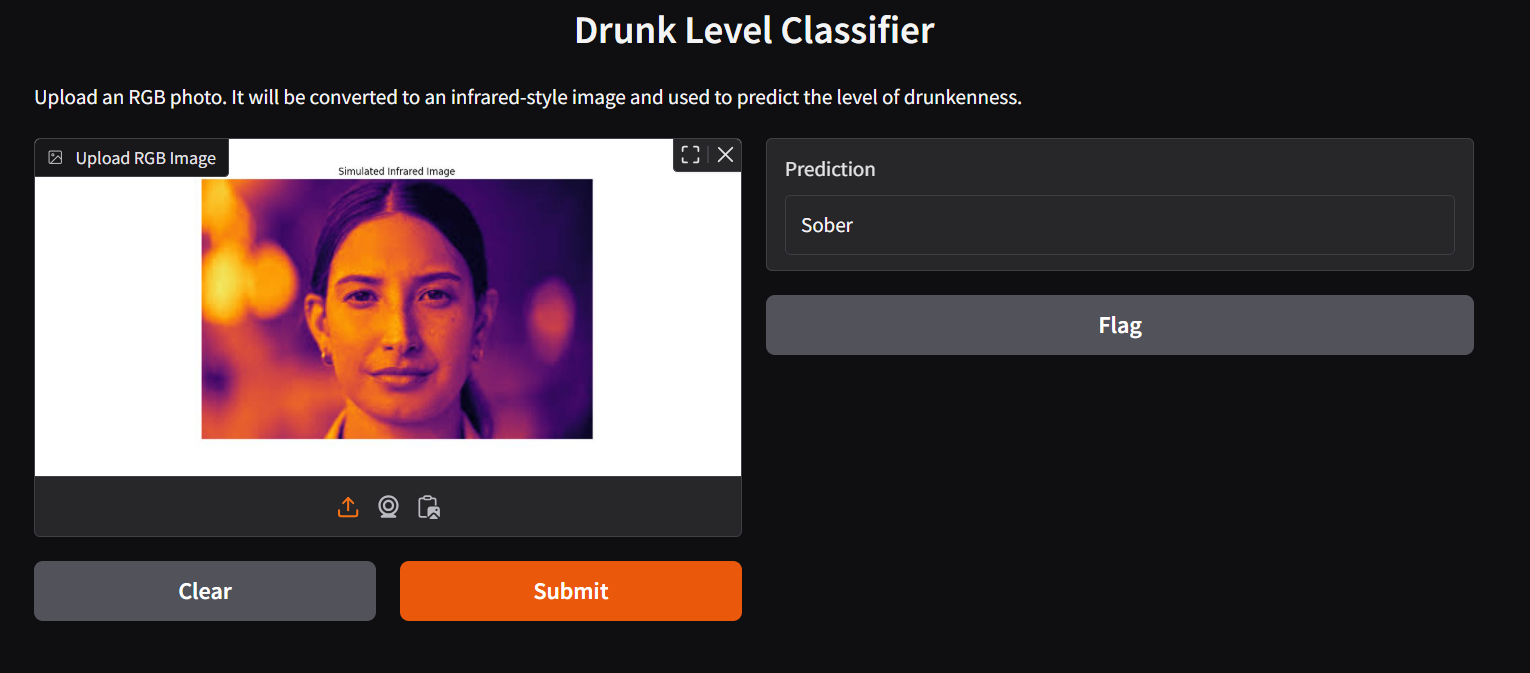 Drunk Level Classifier
Upload an RGB photo. It will be converted to an infrared-style image and used to predict the level of drunkenness.
Upload RGB Image
Simulated Infrared Image
Prediction
Sober
Flag
Clear
Submit